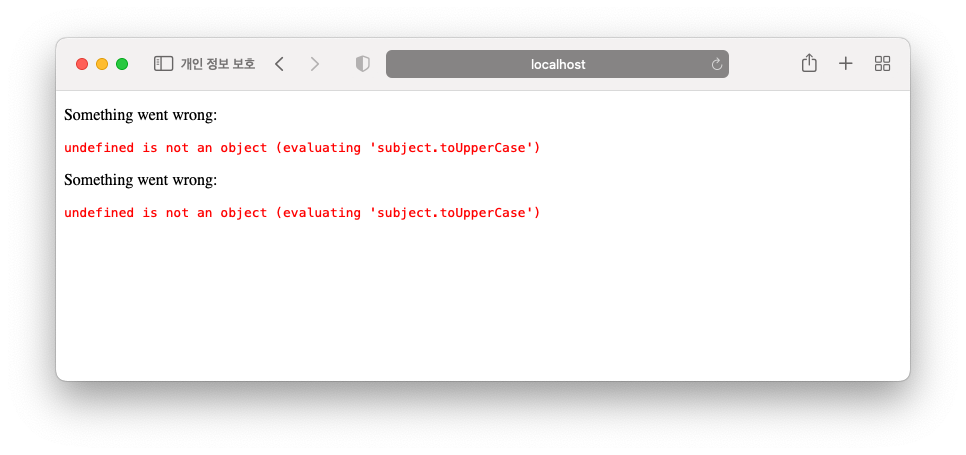 개인 정보 보호
localhost
Something went wrong:
undefined is not an object (evaluating 'subject.toUpperCase')
Something went wrong:
undefined is not an object (evaluating 'subject.toUpperCase')